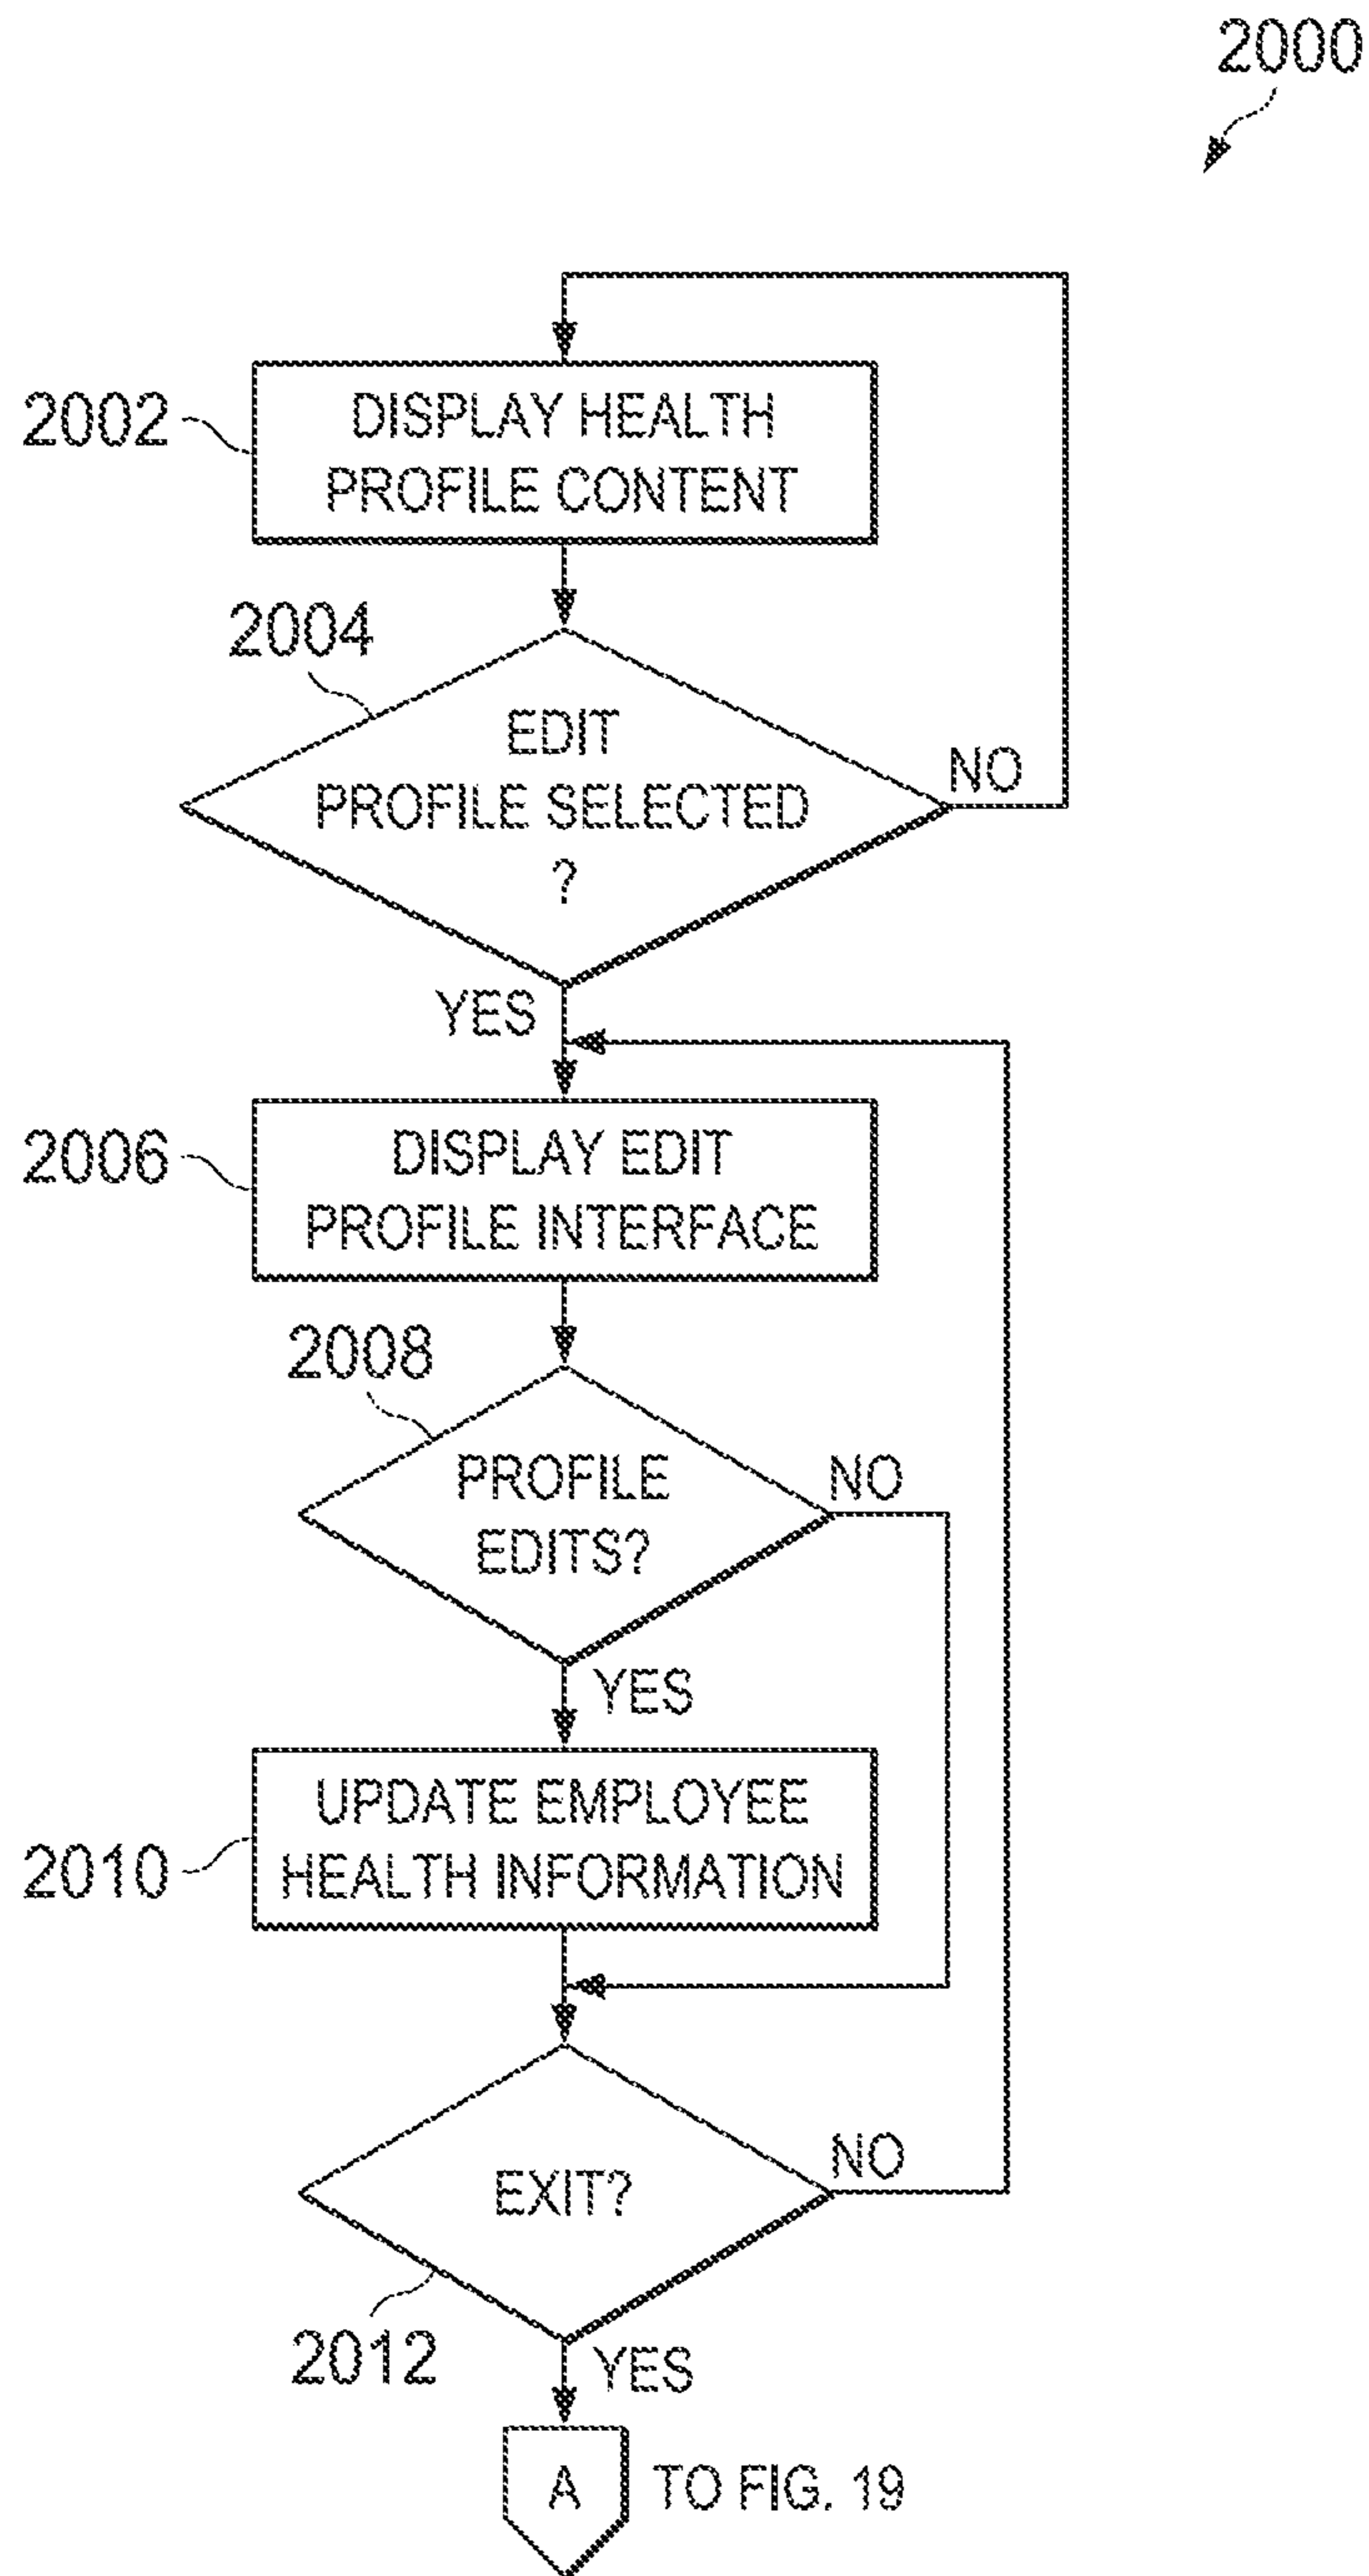 2000
2002
DISPLAY HEALTH
PROFILE CONTENT
2004
EDIT
PROFILE SELECTED
?
NO
YES
2006
DISPLAY EDIT
PROFILE INTERFACE
2008
PROFILE
EDITS?
NO
YES
2010
UPDATE EMPLOYEE
HEALTH INFORMATION
EXIT?
NO
2012
YES
A
TO FIG. 19